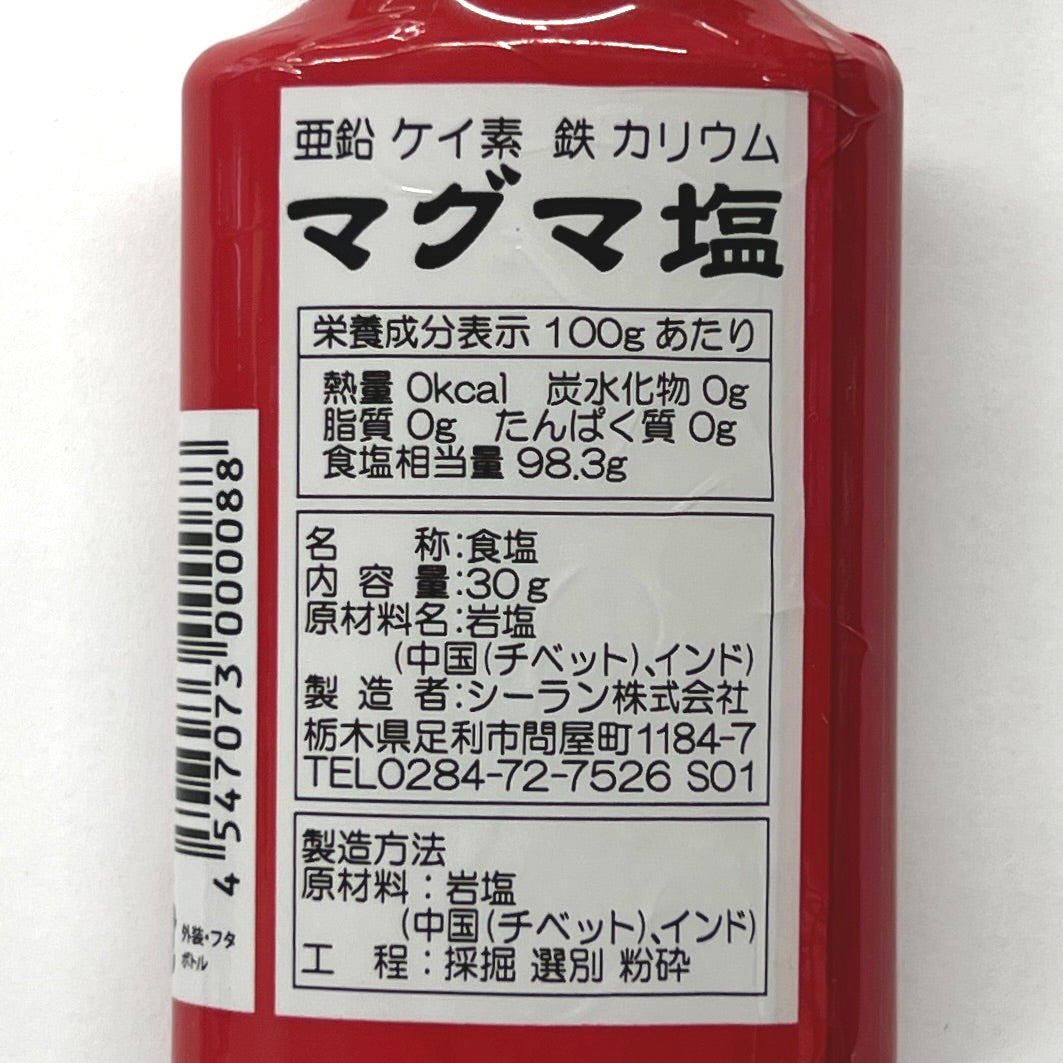 亜鉛 ケイ素 鉄 カリウム
マグマ塩
栄養成分表示 100gあたり
熱量 0kcal 炭水化物 0g
脂質 0g たんぱく質 0g
食塩相当量 98.3g
名称:食塩
内容量:30g
原材料名:岩塩
(中国(チベット)、インド)
製造者:シーラン株式会社
栃木県足利市問屋町1184-7
TEL0284-72-7526 S01
製造方法
原材料:岩塩
(中国(チベット)、インド)
工程:採掘 選別 粉砕
4 547073 000088
外装・フタ
ボトル